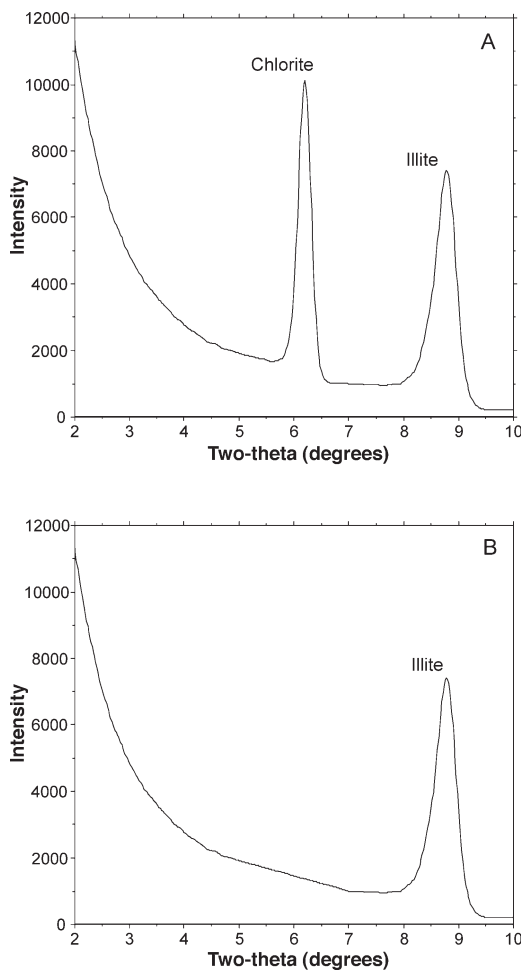 12000
A
Chlorite
10000
Illite
8000
6000
4000
2000
0
Intensity
2 3 4 5 6 7 8 9 10
Two-theta (degrees)
12000
B
10000
Illite
8000
6000
4000
2000
0
Intensity
2 3 4 5 6 7 8 9 10
Two-theta (degrees)